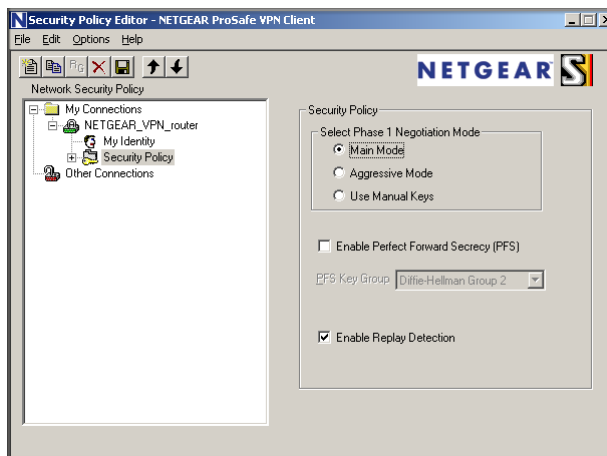 Security Policy Editor - NETGEAR ProSafe VPN Client
File Edit Options Help
NETGEAR
Network Security Policy
My Connections
NETGEAR_VPN_router
My Identity
Security Policy
Other Connections
Security Policy
Select Phase 1 Negotiation Mode
Main Mode
Aggressive Mode
Use Manual Keys
Enable Perfect Forward Secrecy (PFS)
PFS Key Group Diffie-Hellman Group 2
Enable Replay Detection